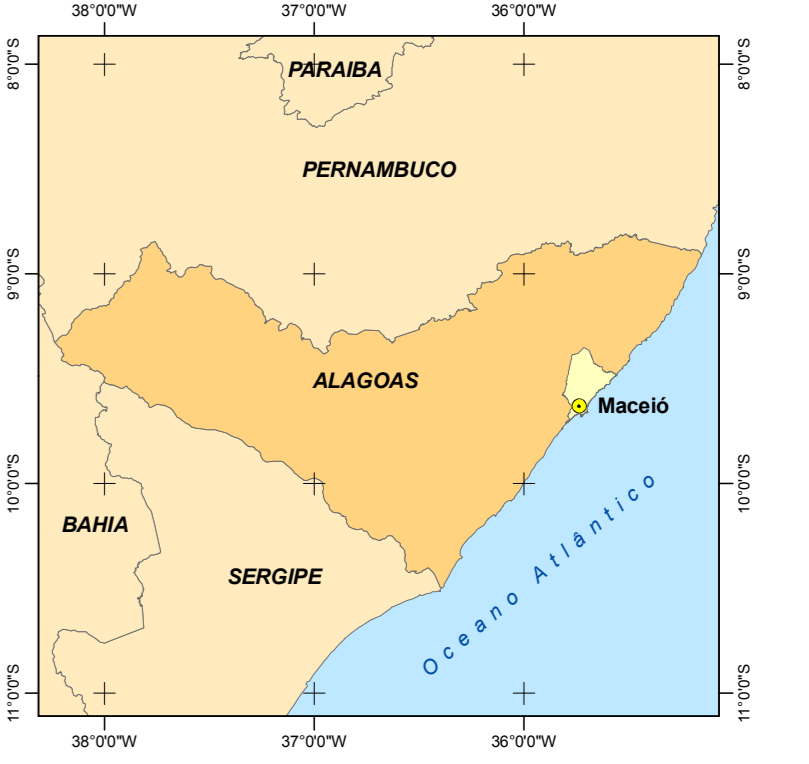 38°0'0"W 37°0'0"W 36°0'0"W
8°0'0"S 8°0'0"S
PARAIBA
PERNAMBUCO
9°0'0"S 9°0'0"S
ALAGOAS
Maceió
10°0'0"S 10°0'0"S
BAHIA
SERGIPE
Oceano Atlântico
11°0'0"S 11°0'0"S
38°0'0"W 37°0'0"W 36°0'0"W